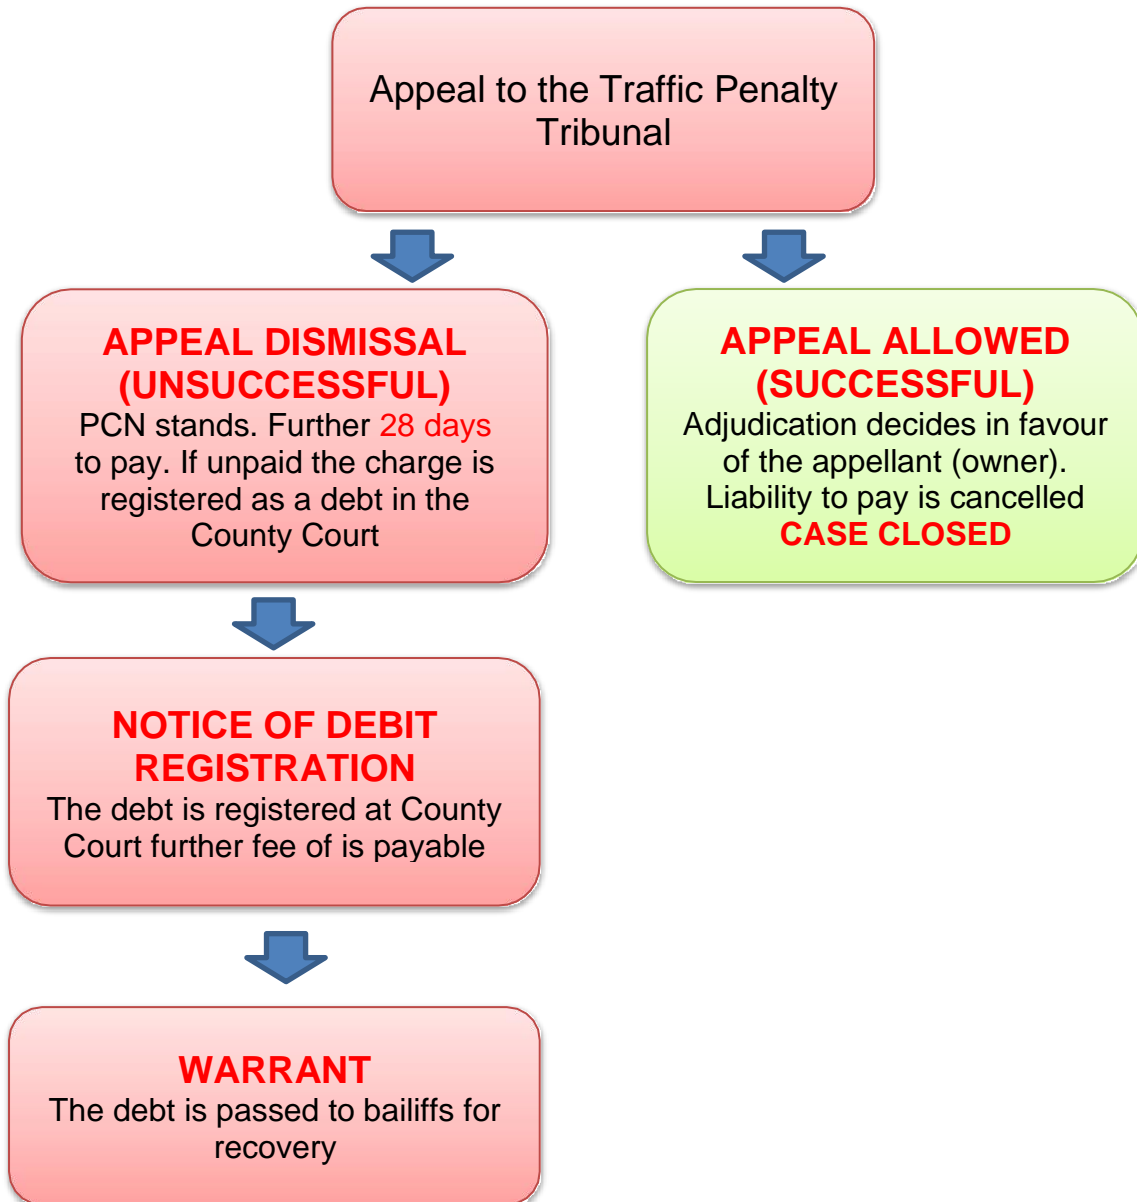 Appeal to the Traffic Penalty
Tribunal
APPEAL DISMISSAL
(UNSUCCESSFUL)
PCN stands. Further 28 days
to pay. If unpaid the charge is
registered as a debt in the
County Court
APPEAL ALLOWED
(SUCCESSFUL)
Adjudication decides in favour
of the appellant (owner).
Liability to pay is cancelled
CASE CLOSED
NOTICE OF DEBIT
REGISTRATION
The debt is registered at County
Court further fee of is payable
WARRANT
The debt is passed to bailiffs for
recovery